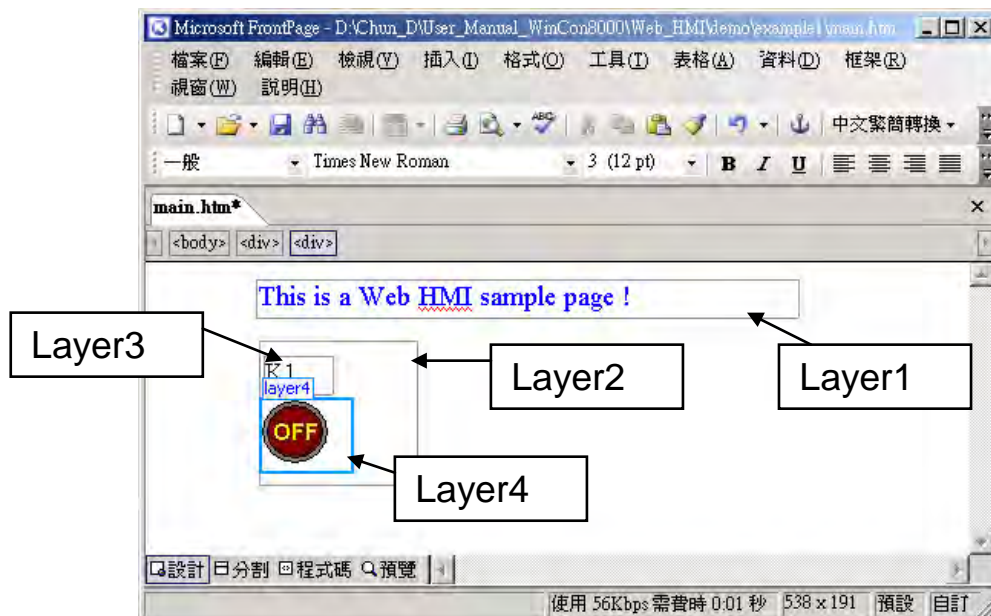 Microsoft FrontPage - D:\Chun_D\User_Manual_WinCon8000\Web_HMI\demo\example1\main.htm
檔案(F) 編輯(E) 檢視(V) 插入(I) 格式(O) 工具(T) 表格(A) 資料(D) 框架(R)
視窗(W) 說明(H)
ABC 中文繁簡轉換
一般 Times New Roman 3 (12 pt) B I U
main.htm*
<body> <div> <div>
This is a Web HMI sample page !
Layer3
Layer2
Layer1
K1
layer4
OFF
Layer4
設計 分割 程式碼 預覽
使用 56Kbps 需費時 0:01 秒 538 x 191 預設 自訂